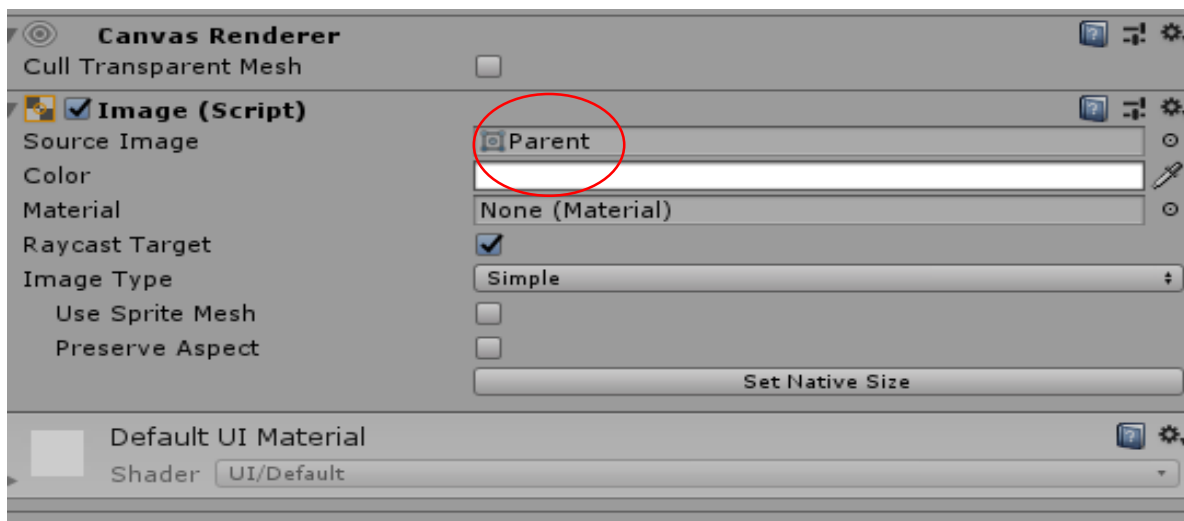 Canvas Renderer
Cull Transparent Mesh
Image (Script)
Source Image Parent
Color
Material None (Material)
Raycast Target
Image Type Simple
Use Sprite Mesh
Preserve Aspect
Set Native Size
Default UI Material
Shader UI/Default